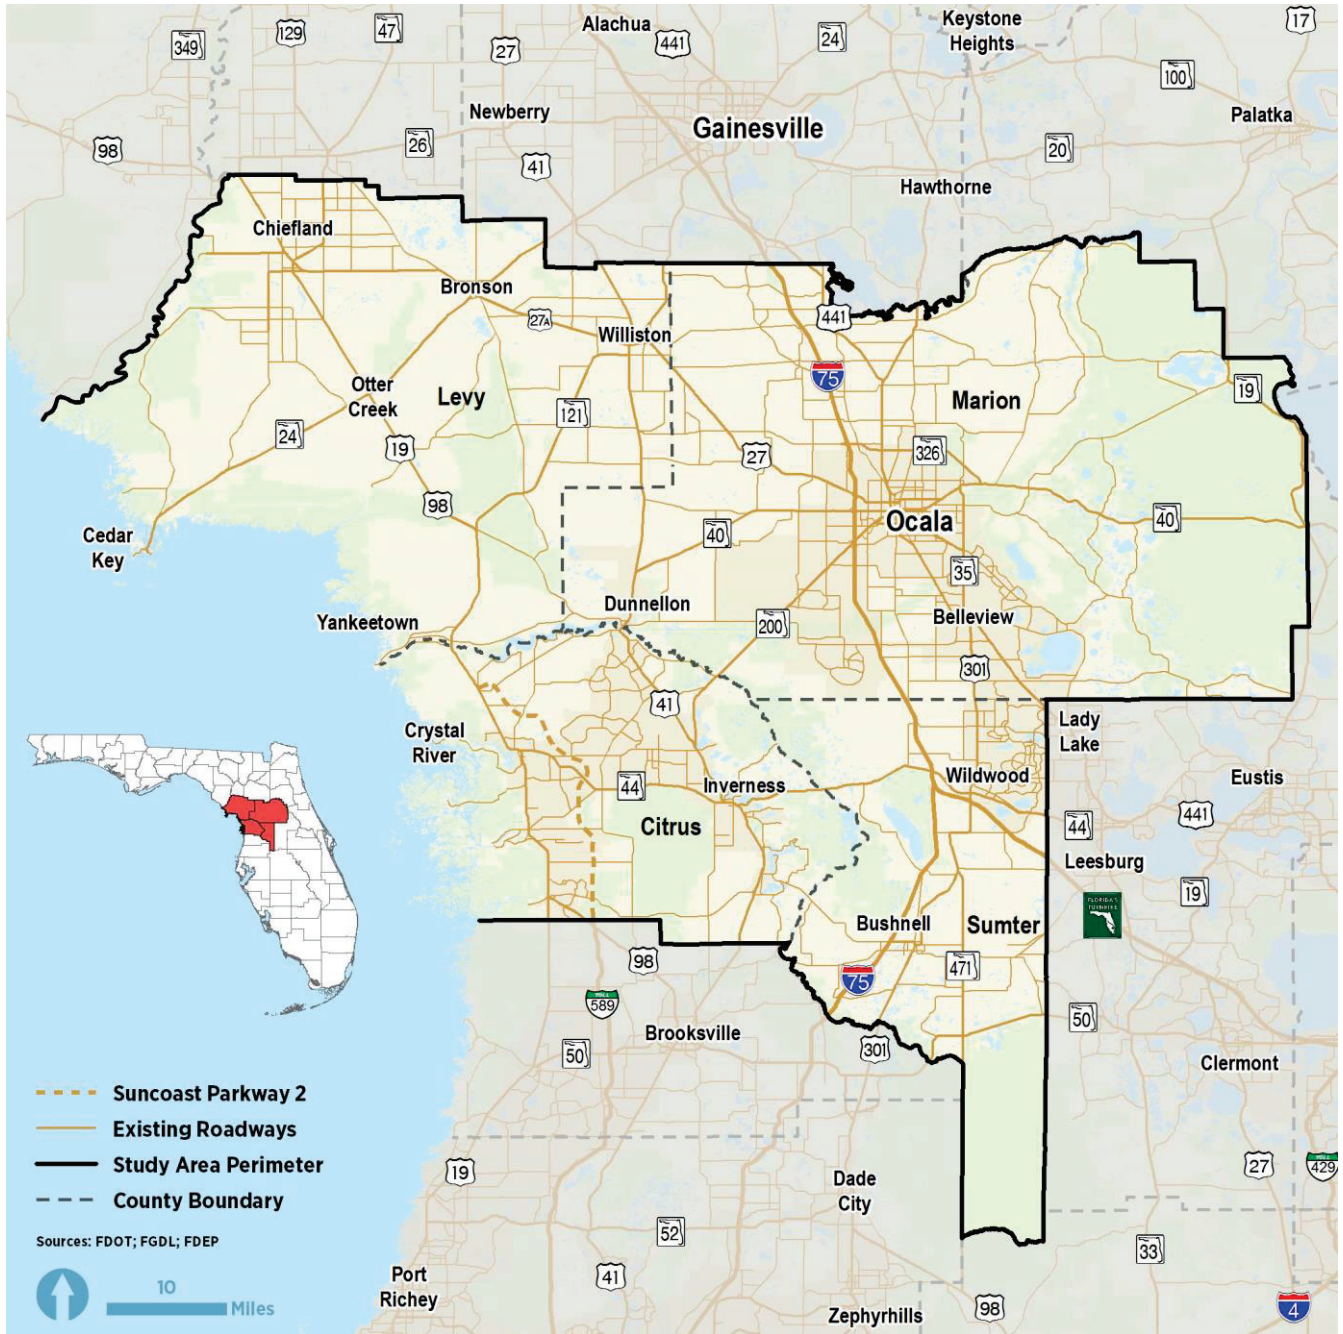 Alachua
Keystone
Heights
17
349
129
47
27
441
24
100
Newberry
Gainesville
Palatka
98
26
41
20
Hawthorne
Chiefland
Bronson
27A
Williston
441
75
Otter
Creek
Levy
121
Marion
19
24
19
27
326
98
Cedar
Key
40
Ocala
40
35
Yankeetown
Dunnellon
200
Belleview
301
41
Crystal
River
Lady
Lake
44
Inverness
Wildwood
Eustis
Citrus
44
441
Leesburg
19
FLORIDA'S
TURNPIKE
Bushnell
Sumter
98
471
75
TOLL
589
50
Brooksville
50
301
Clermont
Suncoast Parkway 2
Existing Roadways
Study Area Perimeter
County Boundary
Sources: FDOT; FGDL; FDEP
10
Miles
19
Dade
City
27
TOLL
429
52
33
Port
Richey
41
Zephyrhills
98
4